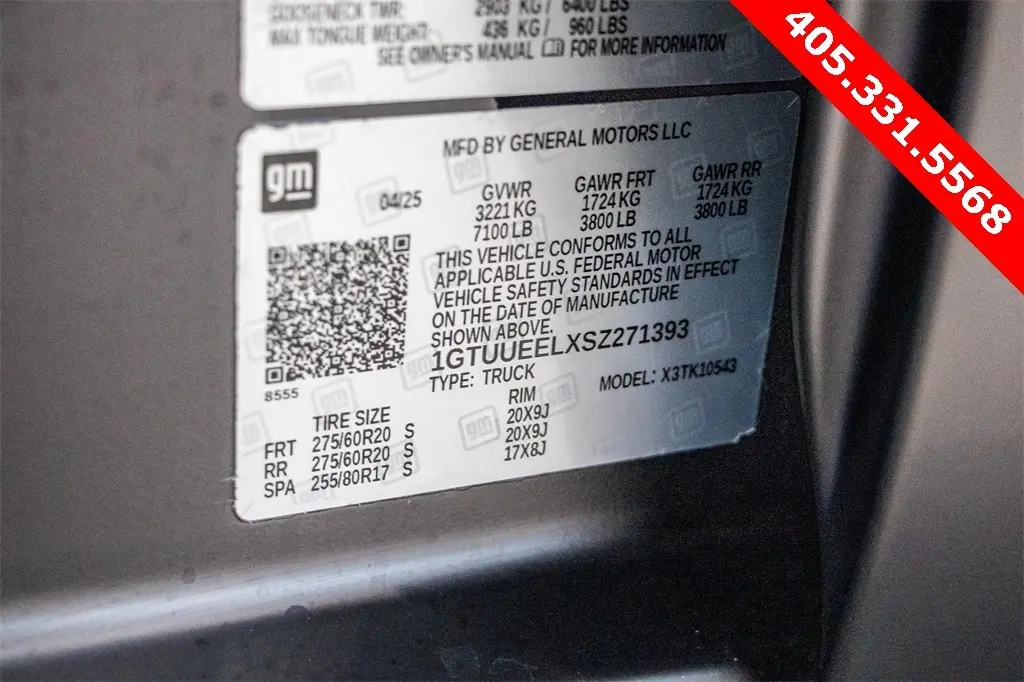 GOOSENECK TWR: 2903 KG / 6400 LBS
MAX TONGUE WEIGHT: 436 KG / 960 LBS
SEE OWNER'S MANUAL FOR MORE INFORMATION
405.331.5568
gm
MFD BY GENERAL MOTORS LLC
04/25
GVWR GAWR FRT GAWR RR
3221 KG 1724 KG 1724 KG
7100 LB 3800 LB 3800 LB
THIS VEHICLE CONFORMS TO ALL
APPLICABLE U.S. FEDERAL MOTOR
VEHICLE SAFETY STANDARDS IN EFFECT
ON THE DATE OF MANUFACTURE
SHOWN ABOVE.
1GTUUEELXSZ271393
TYPE: TRUCK MODEL: X3TK10543
8555
TIRE SIZE RIM
FRT 275/60R20 S 20X9J
RR 275/60R20 S 20X9J
SPA 255/80R17 S 17X8J